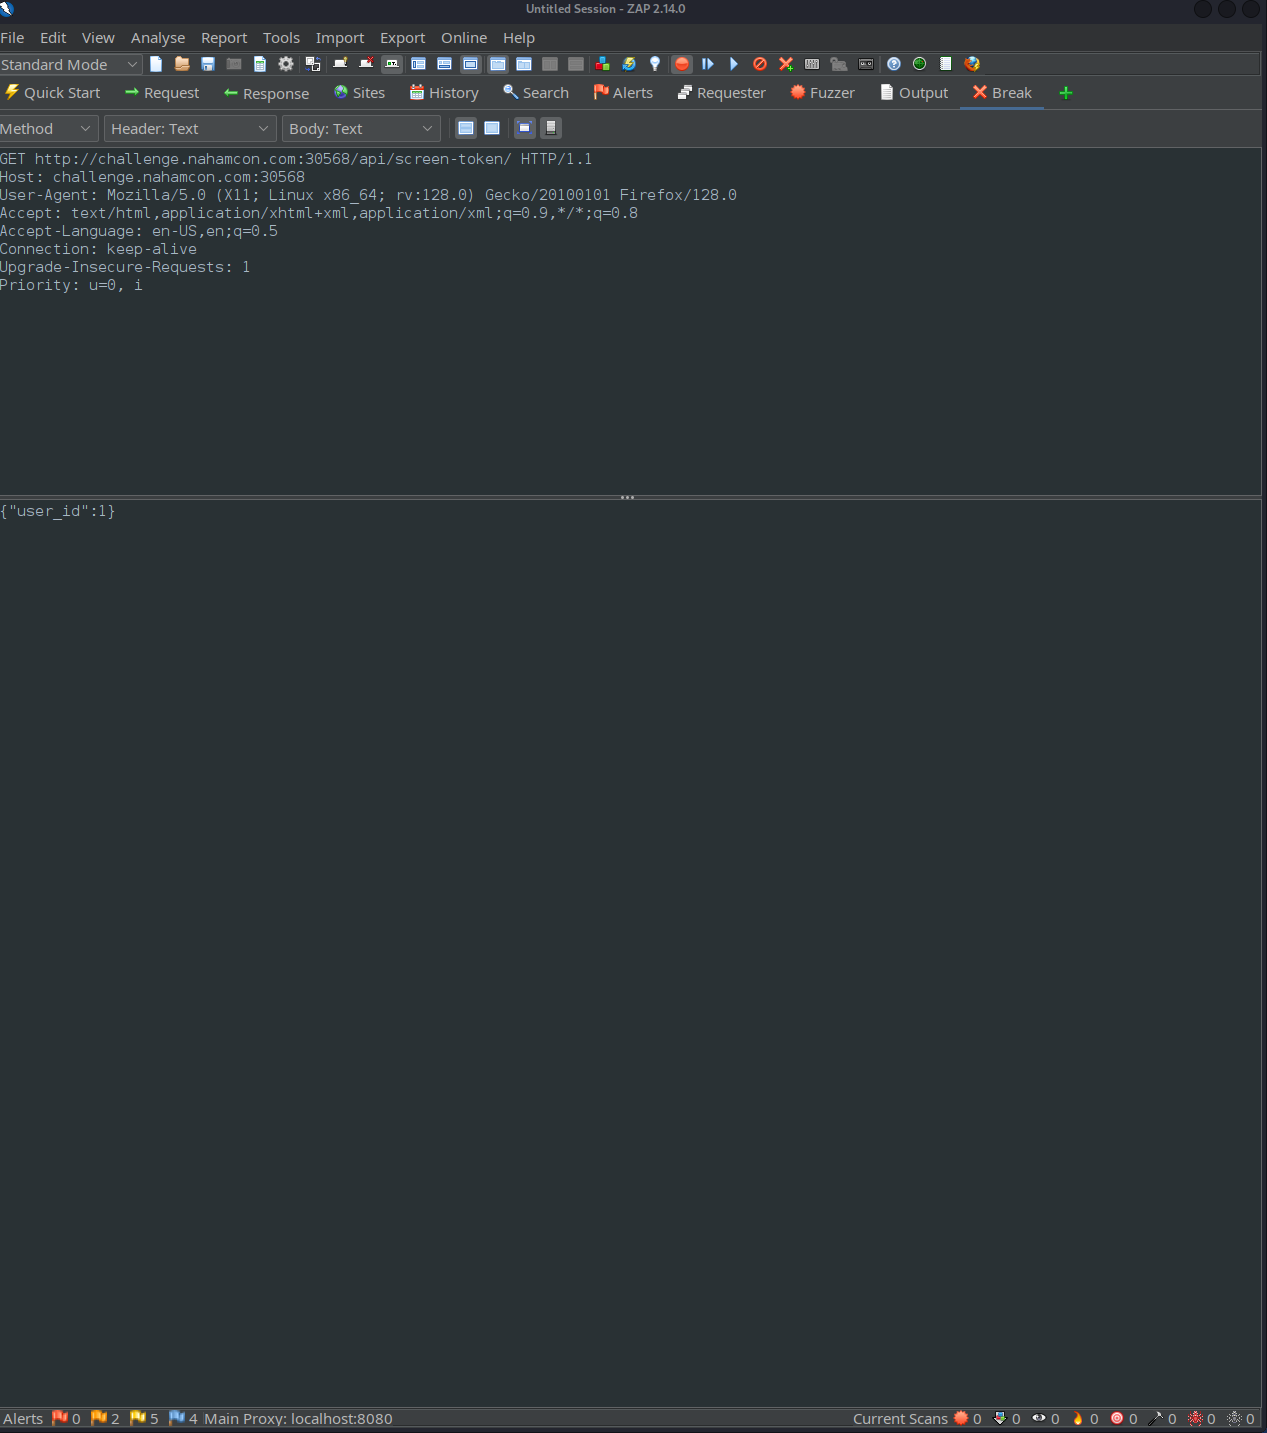 Untitled Session - ZAP 2.14.0
File Edit View Analyse Report Tools Import Export Online Help
Standard Mode
Quick Start Request Response Sites History Search Alerts Requester Fuzzer Output Break
Method Header: Text Body: Text
GET http://challenge.nahamcon.com:30568/api/screen-token/ HTTP/1.1
Host: challenge.nahamcon.com:30568
User-Agent: Mozilla/5.0 (X11; Linux x86_64; rv:128.0) Gecko/20100101 Firefox/128.0
Accept: text/html,application/xhtml+xml,application/xml;q=0.9,*/*;q=0.8
Accept-Language: en-US,en;q=0.5
Connection: keep-alive
Upgrade-Insecure-Requests: 1
Priority: u=0, i
{"user_id":1}
Alerts 0 2 5 4 Main Proxy: localhost:8080 Current Scans 0 0 0 0 0 0 0 0